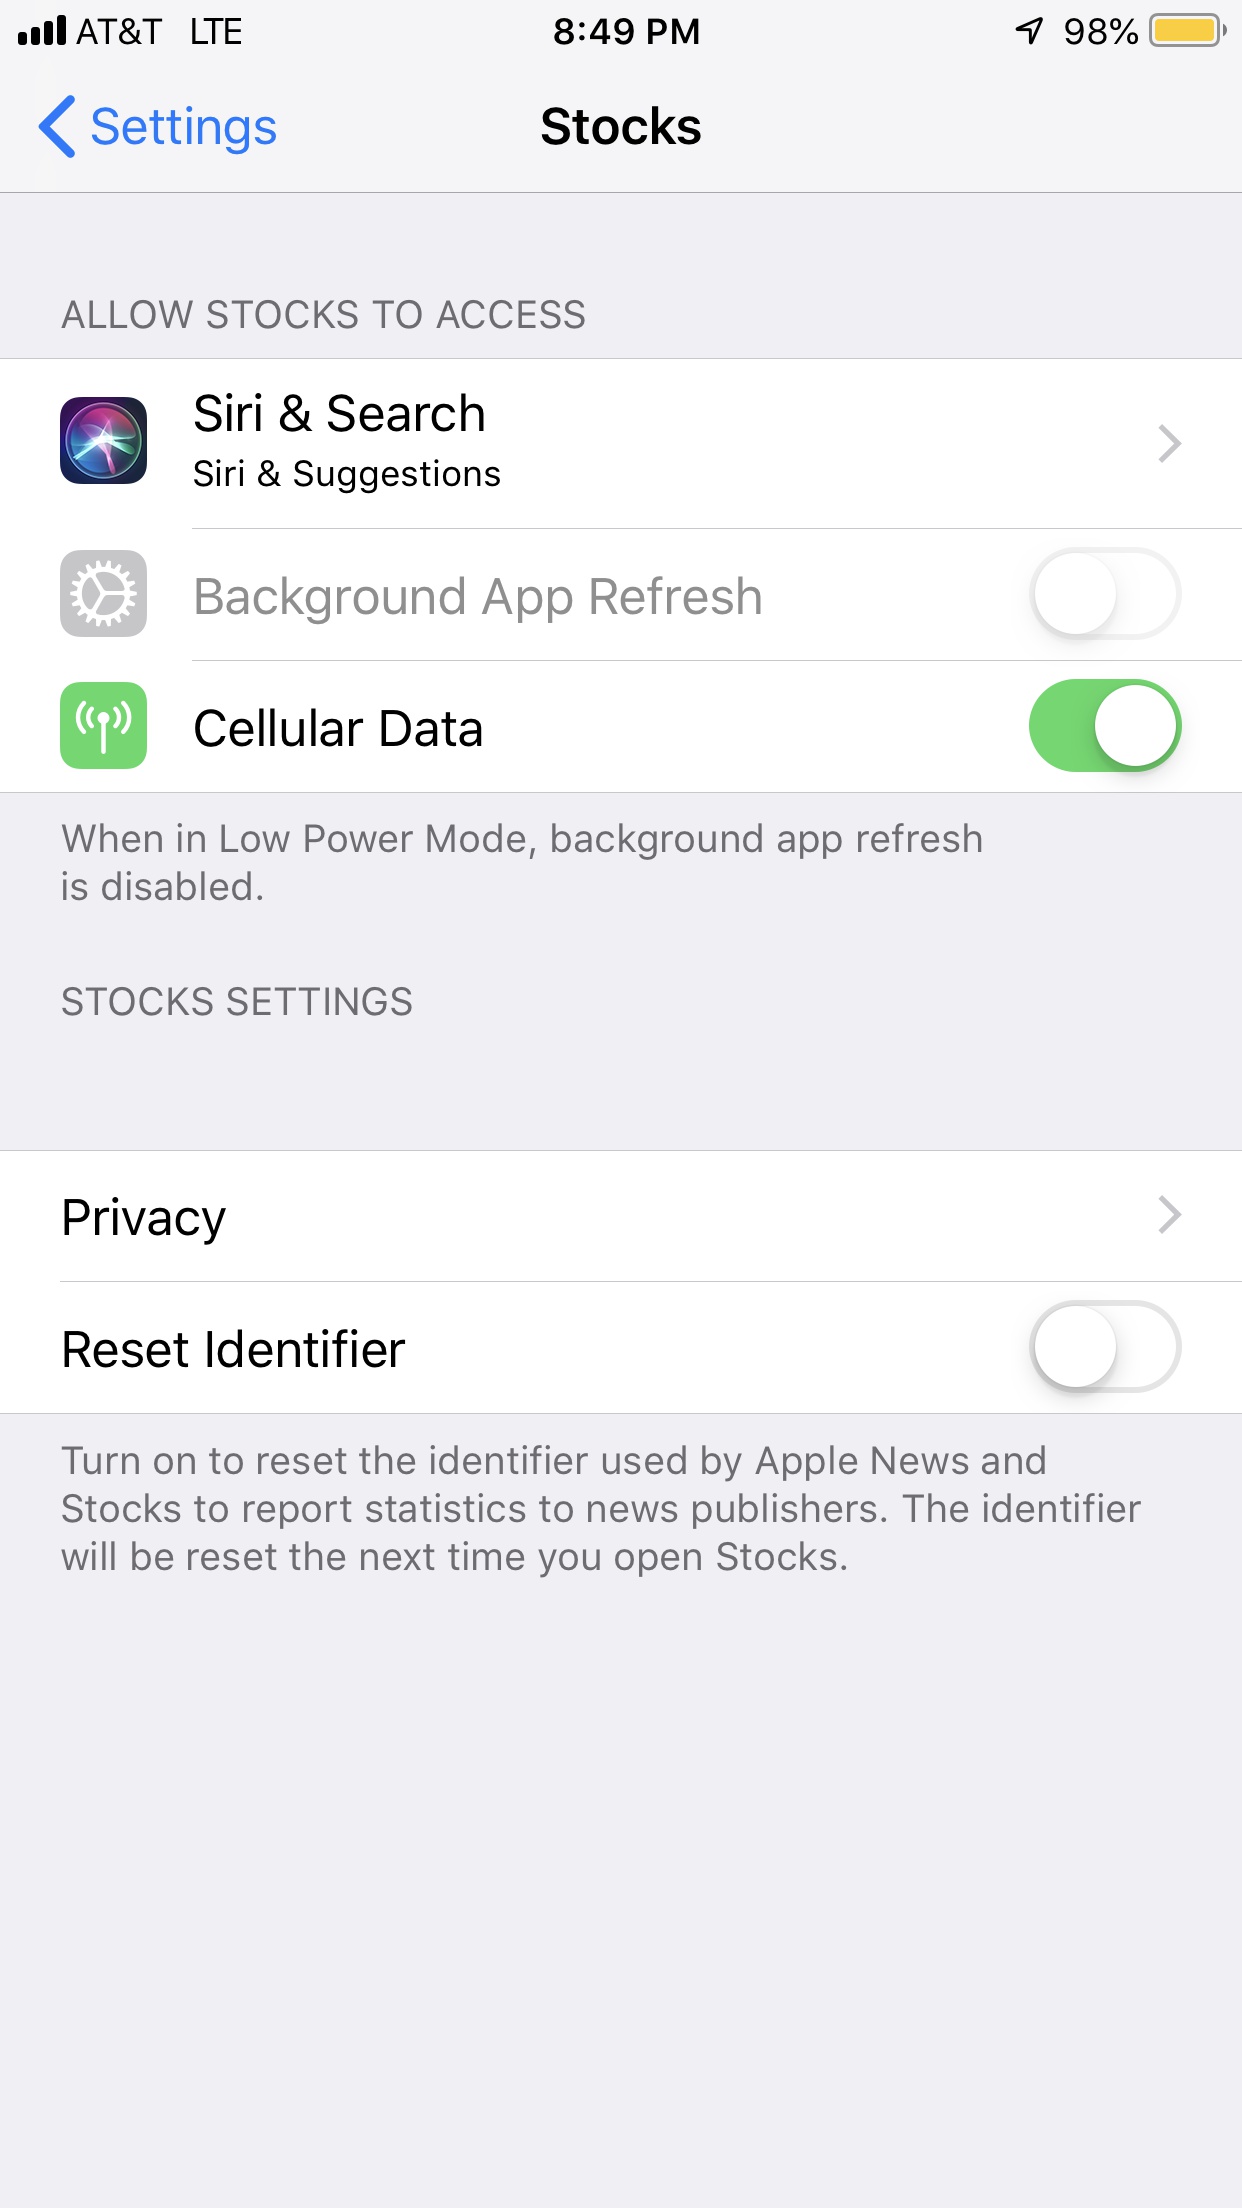 AT&T LTE 8:49 PM 98%
Settings Stocks
ALLOW STOCKS TO ACCESS
Siri & Search
Siri & Suggestions
Background App Refresh
Cellular Data
When in Low Power Mode, background app refresh
is disabled.
STOCKS SETTINGS
Privacy
Reset Identifier
Turn on to reset the identifier used by Apple News and
Stocks to report statistics to news publishers. The identifier
will be reset the next time you open Stocks.